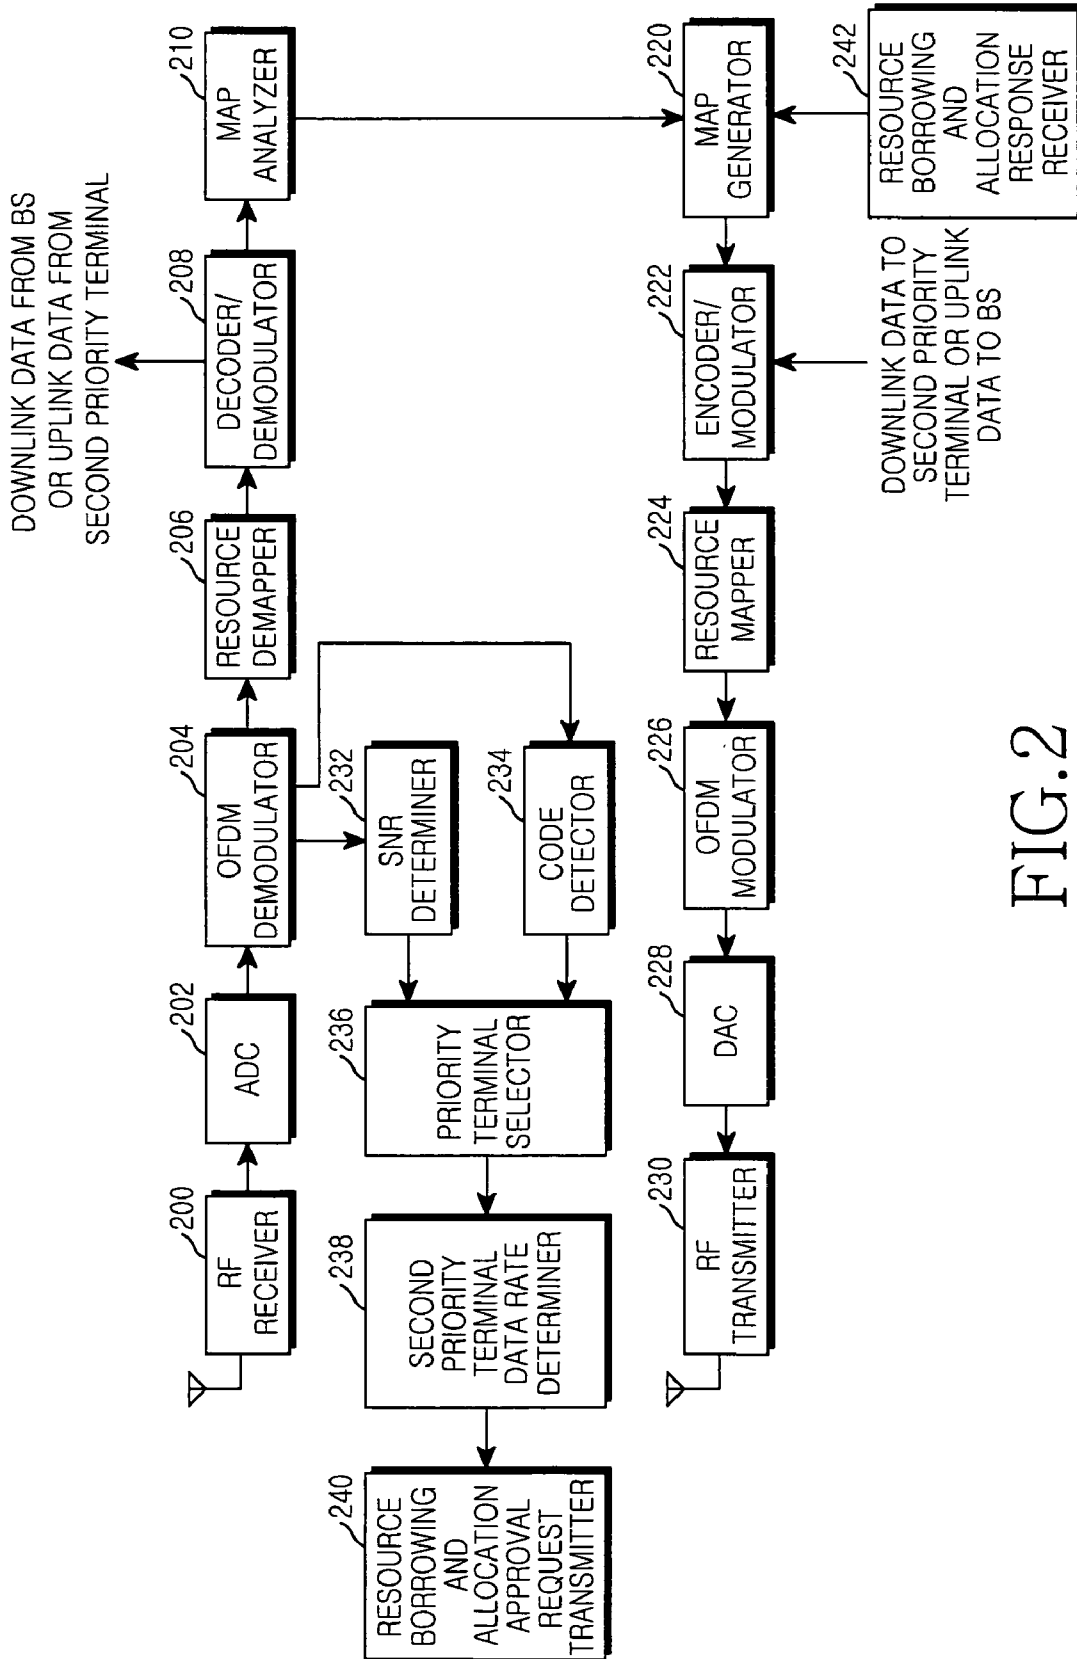 DOWNLINK DATA FROM BS
OR UPLINK DATA FROM
SECOND PRIORITY TERMINAL
200
RF
RECEIVER
202
ADC
204
OFDM
DEMODULATOR
206
RESOURCE
DEMAPPER
208
DECODER/
DEMODULATOR
210
MAP
ANALYZER
232
SNR
DETERMINER
234
CODE
DETECTOR
236
PRIORITY
TERMINAL
SELECTOR
238
SECOND
PRIORITY
TERMINAL
DATA RATE
DETERMINER
240
RESOURCE
BORROWING
AND
ALLOCATION
APPROVAL
REQUEST
TRANSMITTER
230
RF
TRANSMITTER
228
DAC
226
OFDM
MODULATOR
224
RESOURCE
MAPPER
222
ENCODER/
MODULATOR
220
MAP
GENERATOR
242
RESOURCE
BORROWING
AND
ALLOCATION
RESPONSE
RECEIVER
DOWNLINK DATA TO
SECOND PRIORITY
TERMINAL OR UPLINK
DATA TO BS
FIG.2